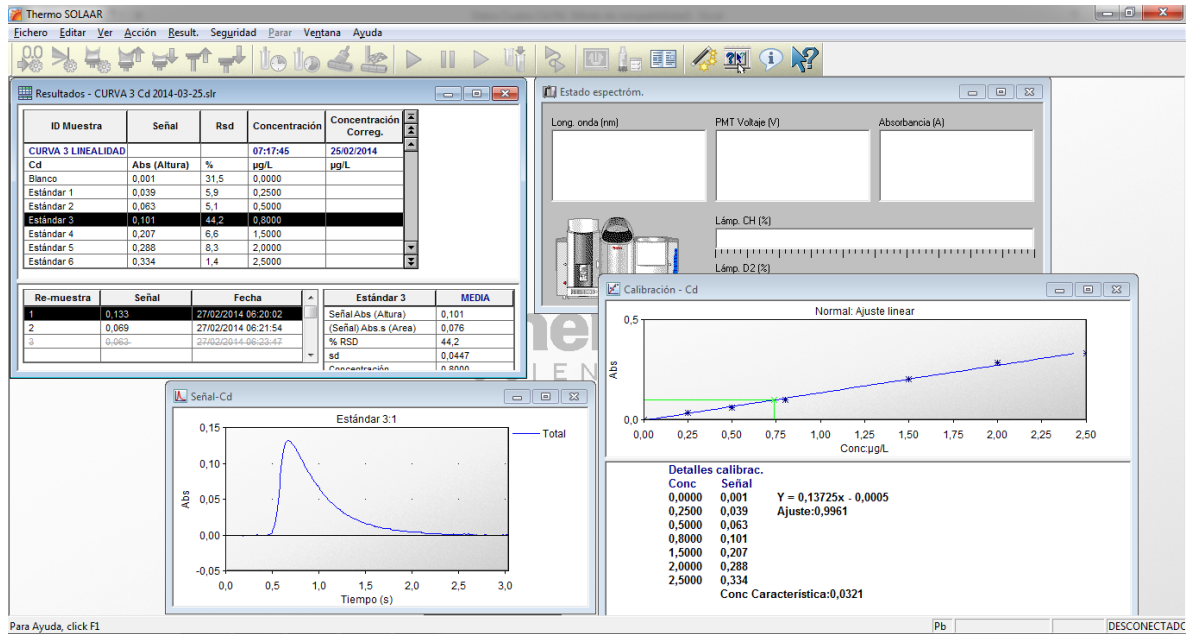 Thermo SOLAAR
Fichero Editar Ver Acción Result. Seguridad Parar Ventana Ayuda
Resultados - CURVA 3 Cd 2014-03-25.slr
ID Muestra Señal Rsd Concentración Concentración Correg.
CURVA 3 LINEALIDAD 07:17:45 25/02/2014
Cd Abs (Altura) % µg/L µg/L
Blanco 0,001 31,5 0,0000
Estándar 1 0,039 5,9 0,2500
Estándar 2 0,063 5,1 0,5000
Estándar 3 0,101 44,2 0,8000
Estándar 4 0,207 6,6 1,5000
Estándar 5 0,288 8,3 2,0000
Estándar 6 0,334 1,4 2,5000
Re-muestra Señal Fecha
1 0,133 27/02/2014 06:20:02
2 0,069 27/02/2014 06:21:54
3 0,063 27/02/2014 06:23:47
Estándar 3 MEDIA
Señal Abs (Altura) 0,101
(Señal) Abs.s (Area) 0,076
% RSD 44,2
sd 0,0447
Concentración 0,8000
Estado espectróm.
Long. onda (nm) PMT Voltaje (V) Absorbancia (A)
Lámp. CH (%)
Lámp. D2 (%)
Calibración - Cd
Normal: Ajuste linear
0,5
Abs
0,0
0,00 0,25 0,50 0,75 1,00 1,25 1,50 1,75 2,00 2,25 2,50
Conc:µg/L
Detalles calibrac.
Conc Señal
0,0000 0,001 Y = 0,13725x - 0,0005
0,2500 0,039 Ajuste:0,9961
0,5000 0,063
0,8000 0,101
1,5000 0,207
2,0000 0,288
2,5000 0,334
Conc Característica:0,0321
Señal-Cd
Estándar 3:1
Total
0,15
0,10
Abs
0,05
0,00
-0,05
0,0 0,5 1,0 1,5 2,0 2,5 3,0
Tiempo (s)
Para Ayuda, click F1
Pb
DESCONECTADO